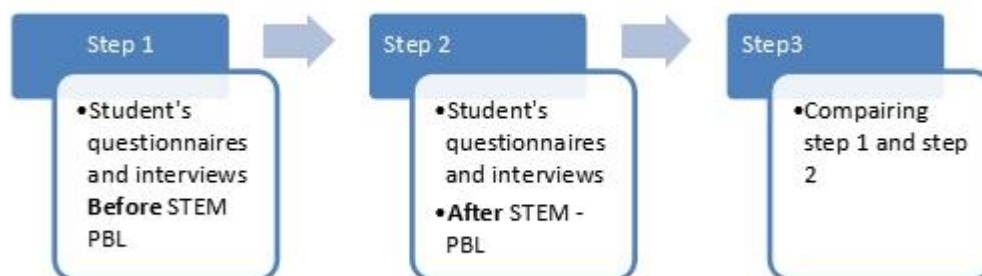 Step 1
•Student's
questionnaires
and interviews
Before STEM
PBL
Step 2
•Student's
questionnaires
and interviews
•After STEM -
PBL
Step3
•Compairing
step 1 and step
2